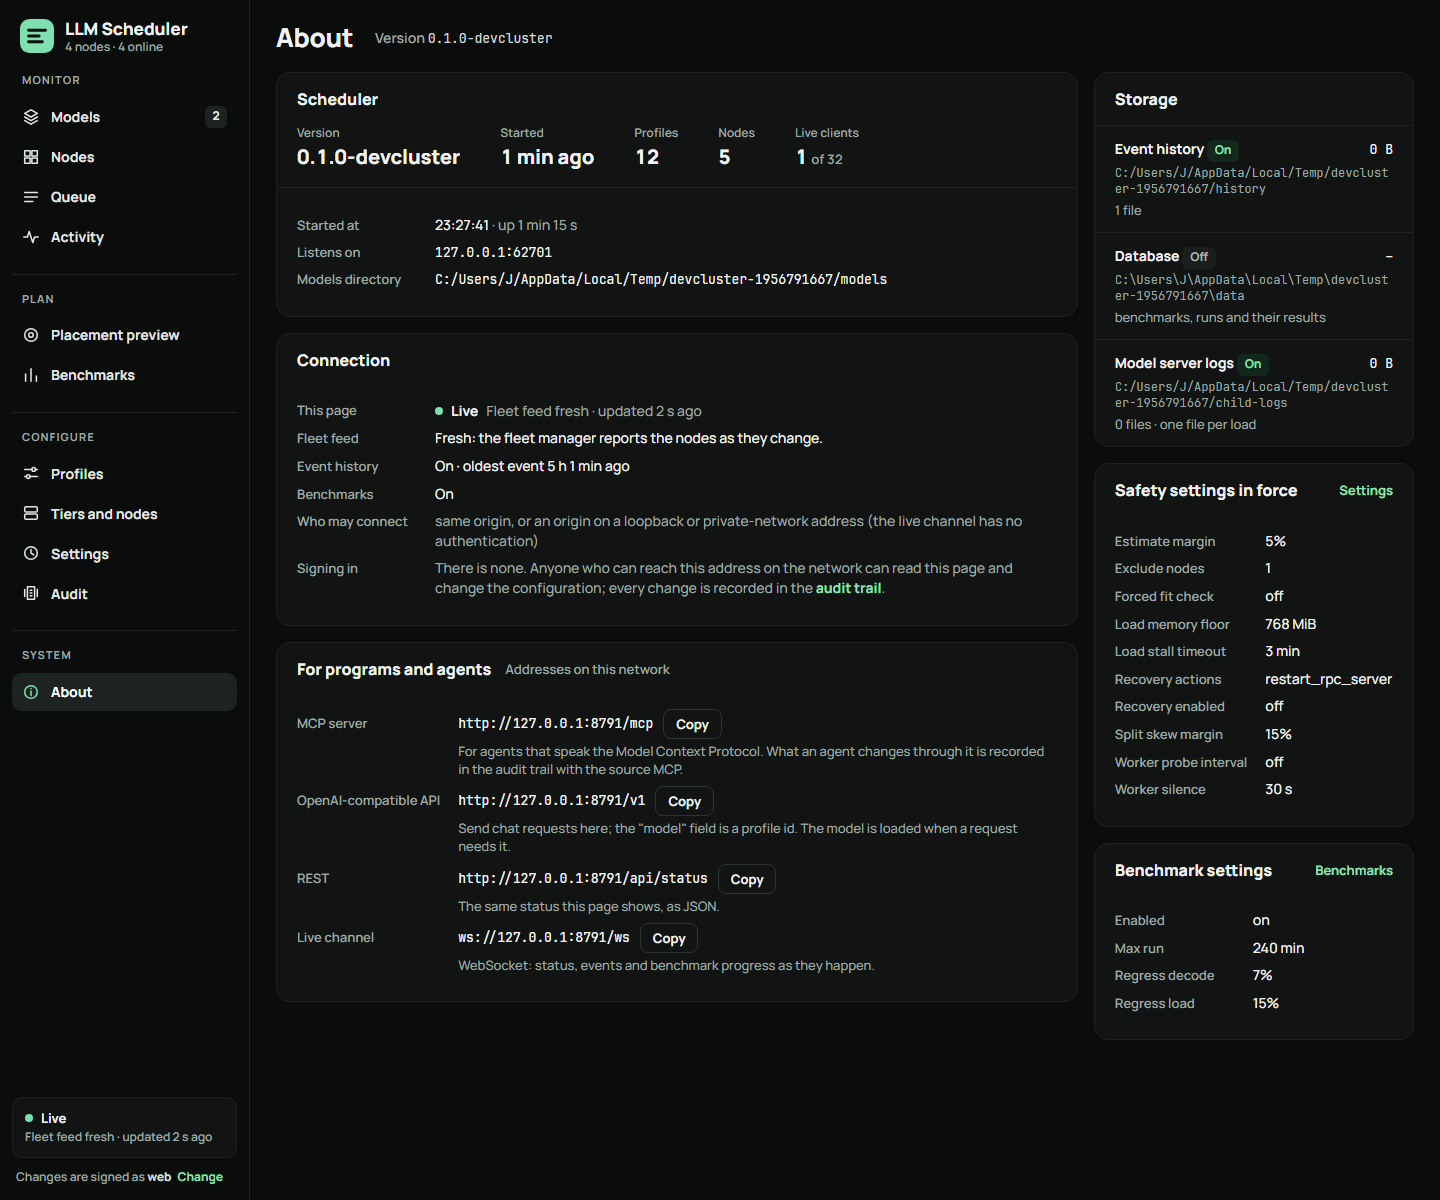 LLM Scheduler
4 nodes · 4 online
MONITOR
Models 2
Nodes
Queue
Activity
PLAN
Placement preview
Benchmarks
CONFIGURE
Profiles
Tiers and nodes
Settings
Audit
SYSTEM
About
Live
Fleet feed fresh · updated 2 s ago
Changes are signed as web Change
About Version 0.1.0-devcluster
Scheduler
Version
0.1.0-devcluster
Started
1 min ago
Profiles
12
Nodes
5
Live clients
1 of 32
Started at 23:27:41 · up 1 min 15 s
Listens on 127.0.0.1:62701
Models directory C:/Users/J/AppData/Local/Temp/devcluster-1956791667/models
Connection
This page Live Fleet feed fresh · updated 2 s ago
Fleet feed Fresh: the fleet manager reports the nodes as they change.
Event history On · oldest event 5 h 1 min ago
Benchmarks On
Who may connect same origin, or an origin on a loopback or private-network address (the live channel has no
authentication)
Signing in There is none. Anyone who can reach this address on the network can read this page and
change the configuration; every change is recorded in the audit trail.
For programs and agents Addresses on this network
MCP server http://127.0.0.1:8791/mcp Copy
For agents that speak the Model Context Protocol. What an agent changes through it is recorded
in the audit trail with the source MCP.
OpenAI-compatible API http://127.0.0.1:8791/v1 Copy
Send chat requests here; the "model" field is a profile id. The model is loaded when a request
needs it.
REST http://127.0.0.1:8791/api/status Copy
The same status this page shows, as JSON.
Live channel ws://127.0.0.1:8791/ws Copy
WebSocket: status, events and benchmark progress as they happen.
Storage
Event history On 0 B
C:/Users/J/AppData/Local/Temp/devclust
er-1956791667/history
1 file
Database Off –
C:\Users\J\AppData\Local\Temp\devclust
er-1956791667\data
benchmarks, runs and their results
Model server logs On 0 B
C:/Users/J/AppData/Local/Temp/devclust
er-1956791667/child-logs
0 files · one file per load
Safety settings in force Settings
Estimate margin 5%
Exclude nodes 1
Forced fit check off
Load memory floor 768 MiB
Load stall timeout 3 min
Recovery actions restart_rpc_server
Recovery enabled off
Split skew margin 15%
Worker probe interval off
Worker silence 30 s
Benchmark settings Benchmarks
Enabled on
Max run 240 min
Regress decode 7%
Regress load 15%